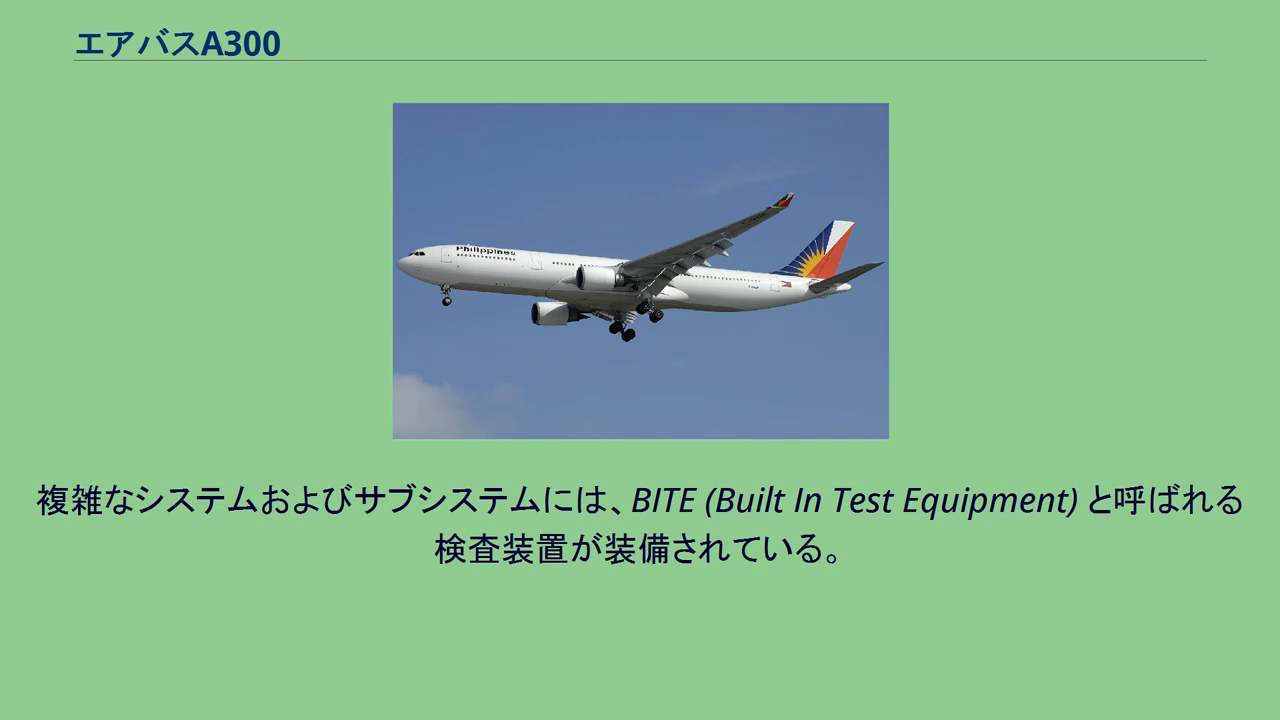 エアバスA300
Philippines
複雑なシステムおよびサブシステムには、BITE (Built In Test Equipment) と呼ばれる
検査装置が装備されている。